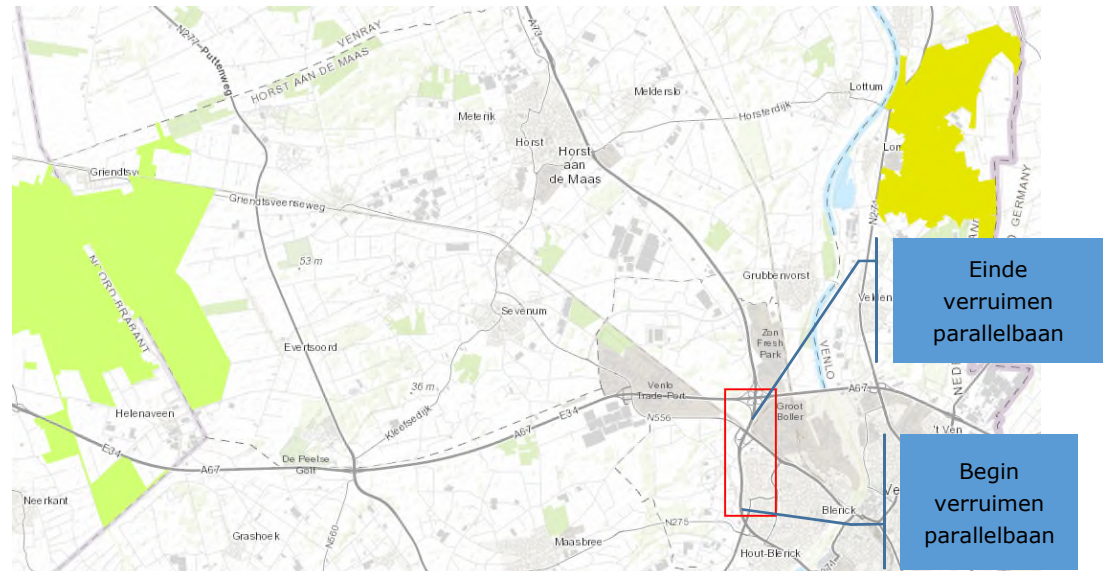 N277-Puttenweg
VENRAY
HORST AAN DE MAAS
A73
Meterik
Melderslo
Lottum
Horsterdijk
Horst
Horst
aan
de Maas
Griendtsveenseweg
N271
GERMANY
53 m
NOORD-BRABANT
Grubbenvorst
Sevenum
Evertsoord
VENLO
Zon
Fresh
Park
36 m
Venlo
Trade-Port
A67
Helenaveen
Kleefsedijk
E34
A67
N556
Groot
Boller
't Ven
E34
A67
De Peelse
Golf
Neerkant
Grashoek
N560
Maasbree
N275
Blerick
Hout-Blerick
Einde
verruimen
parallelbaan
Begin
verruimen
parallelbaan